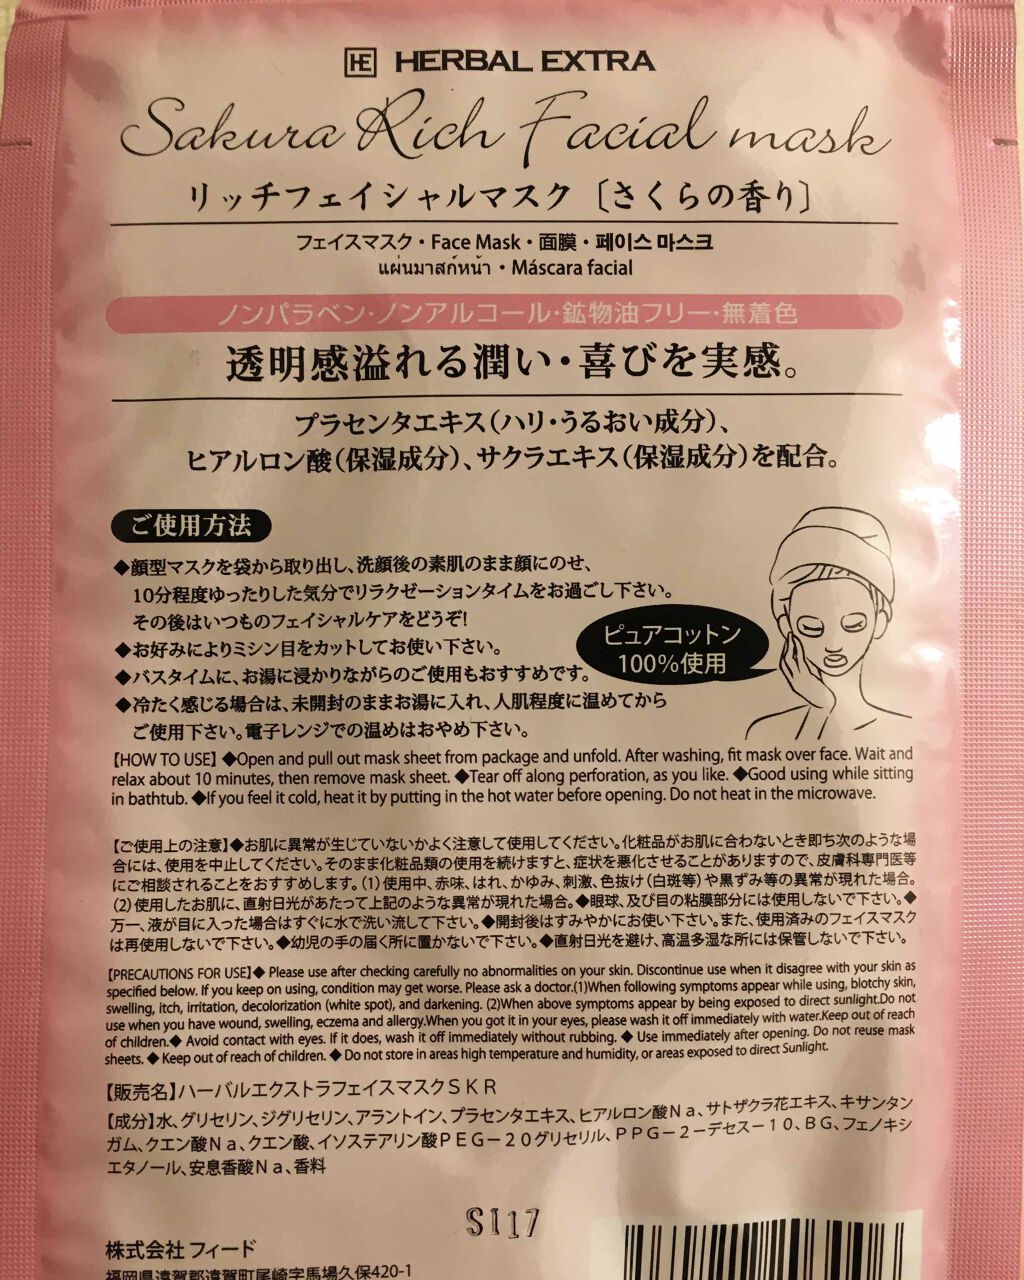 HE HERBAL EXTRA
Sakura Rich Facial mask
リッチフェイシャルマスク〔さくらの香り〕
フェイスマスク・Face Mask・面膜・페이스 마스크
แผ่นมาสก์หน้า・Máscara facial
ノンパラベン・ノンアルコール・鉱物油フリー・無着色
透明感溢れる潤い・喜びを実感。
プラセンタエキス（ハリ・うるおい成分）、
ヒアルロン酸（保湿成分）、サクラエキス（保湿成分）を配合。
ご使用方法
◆顔型マスクを袋から取り出し、洗顔後の素肌のまま顔にのせ、
10分程度ゆったりした気分でリラクゼーションタイムをお過ごし下さい。
その後はいつものフェイシャルケアをどうぞ!
◆お好みによりミシン目をカットしてお使い下さい。
◆バスタイムに、お湯に浸かりながらのご使用もおすすめです。
◆冷たく感じる場合は、未開封のままお湯に入れ、人肌程度に温めてから
ご使用下さい。電子レンジでの温めはおやめ下さい。
ピュアコットン
100%使用
【HOW TO USE】◆Open and pull out mask sheet from package and unfold. After washing, fit mask over face. Wait and
relax about 10 minutes, then remove mask sheet. ◆Tear off along perforation, as you like. ◆Good using while sitting
in bathtub. ◆If you feel it cold, heat it by putting in the hot water before opening. Do not heat in the microwave.
【ご使用上の注意】◆お肌に異常が生じていないかよく注意して使用してください。化粧品がお肌に合わないとき即ち次のような場
合には、使用を中止してください。そのまま化粧品類の使用を続けますと、症状を悪化させることがありますので、皮膚科専門医等
にご相談されることをおすすめします。（1）使用中、赤味、はれ、かゆみ、刺激、色抜け（白斑等）や黒ずみ等の異常が現れた場合。
（2）使用したお肌に、直射日光があたって上記のような異常が現れた場合。◆眼球、及び目の粘膜部分には使用しないで下さい。◆
万一、液が目に入った場合はすぐに水で洗い流して下さい。◆開封後はすみやかにお使い下さい。また、使用済みのフェイスマスク
は再使用しないで下さい。◆幼児の手の届く所に置かないで下さい。◆直射日光を避け、高温多湿な所には保管しないで下さい。
【PRECAUTIONS FOR USE】◆ Please use after checking carefully no abnormalities on your skin. Discontinue use when it disagree with your skin as
specified below. If you keep on using, condition may get worse. Please ask a doctor.(1)When following symptoms appear while using, blotchy skin,
swelling, itch, irritation, decolorization (white spot), and darkening. (2)When above symptoms appear by being exposed to direct sunlight.Do not
use when you have wound, swelling, eczema and allergy.When you got it in your eyes, please wash it off immediately with water.Keep out of reach
of children.◆ Avoid contact with eyes. If it does, wash it off immediately without rubbing. ◆ Use immediately after opening. Do not reuse mask
sheets. ◆ Keep out of reach of children. ◆ Do not store in areas high temperature and humidity, or areas exposed to direct Sunlight.
【販売名】ハーバルエクストラフェイスマスクＳＫＲ
【成分】水、グリセリン、ジグリセリン、アラントイン、プラセンタエキス、ヒアルロン酸Ｎａ、サトザクラ花エキス、キサンタン
ガム、クエン酸Ｎａ、クエン酸、イソステアリン酸ＰＥＧ－２０グリセリル、ＰＰＧ－２－デセス－１０、ＢＧ、フェノキシ
エタノール、安息香酸Ｎａ、香料
S117
株式会社 フィード
福岡県遠賀郡遠賀町尾崎字馬場久保420-1